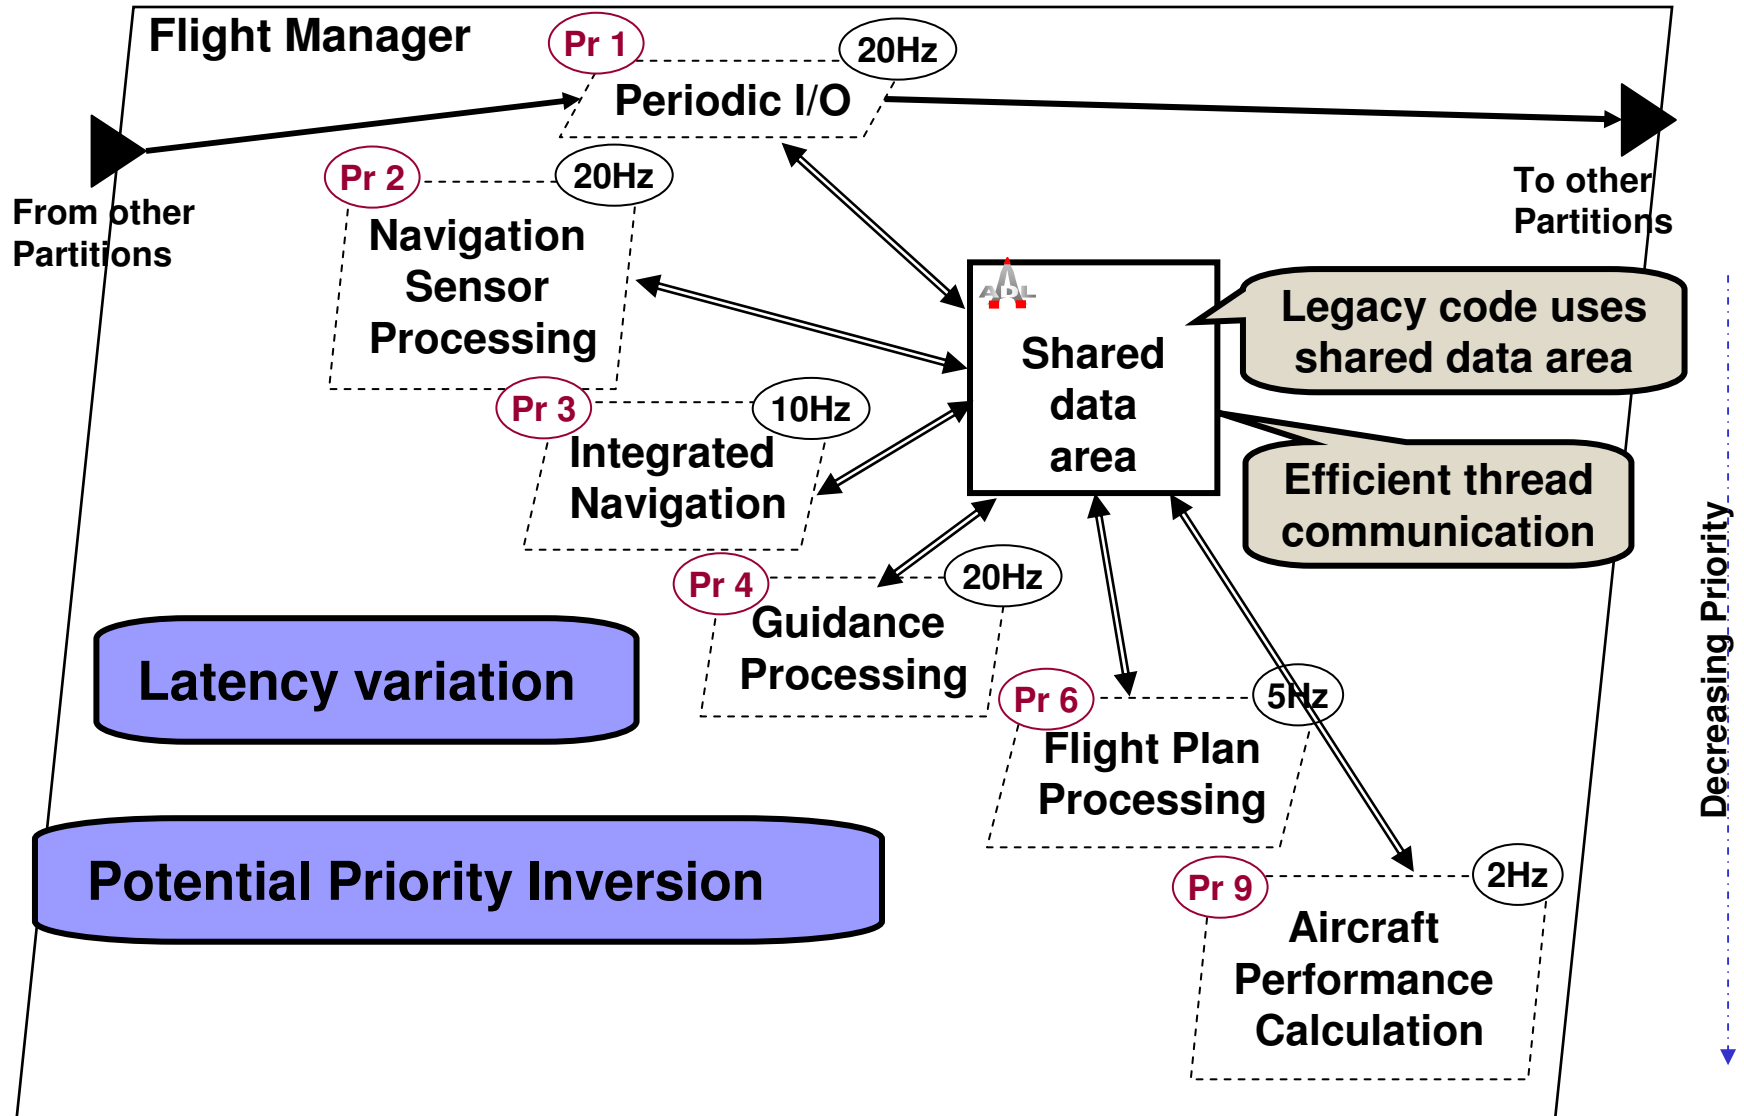 Flight Manager
Pr 1
20Hz
Periodic I/O
From other
Partitions
To other
Partitions
Pr 2
20Hz
Navigation
Sensor
Processing
ADL
Shared
data
area
Legacy code uses
shared data area
Efficient thread
communication
Pr 3
10Hz
Integrated
Navigation
Pr 4
20Hz
Guidance
Processing
Pr 6
5Hz
Flight Plan
Processing
Pr 9
2Hz
Aircraft
Performance
Calculation
Latency variation
Potential Priority Inversion
Decreasing Priority